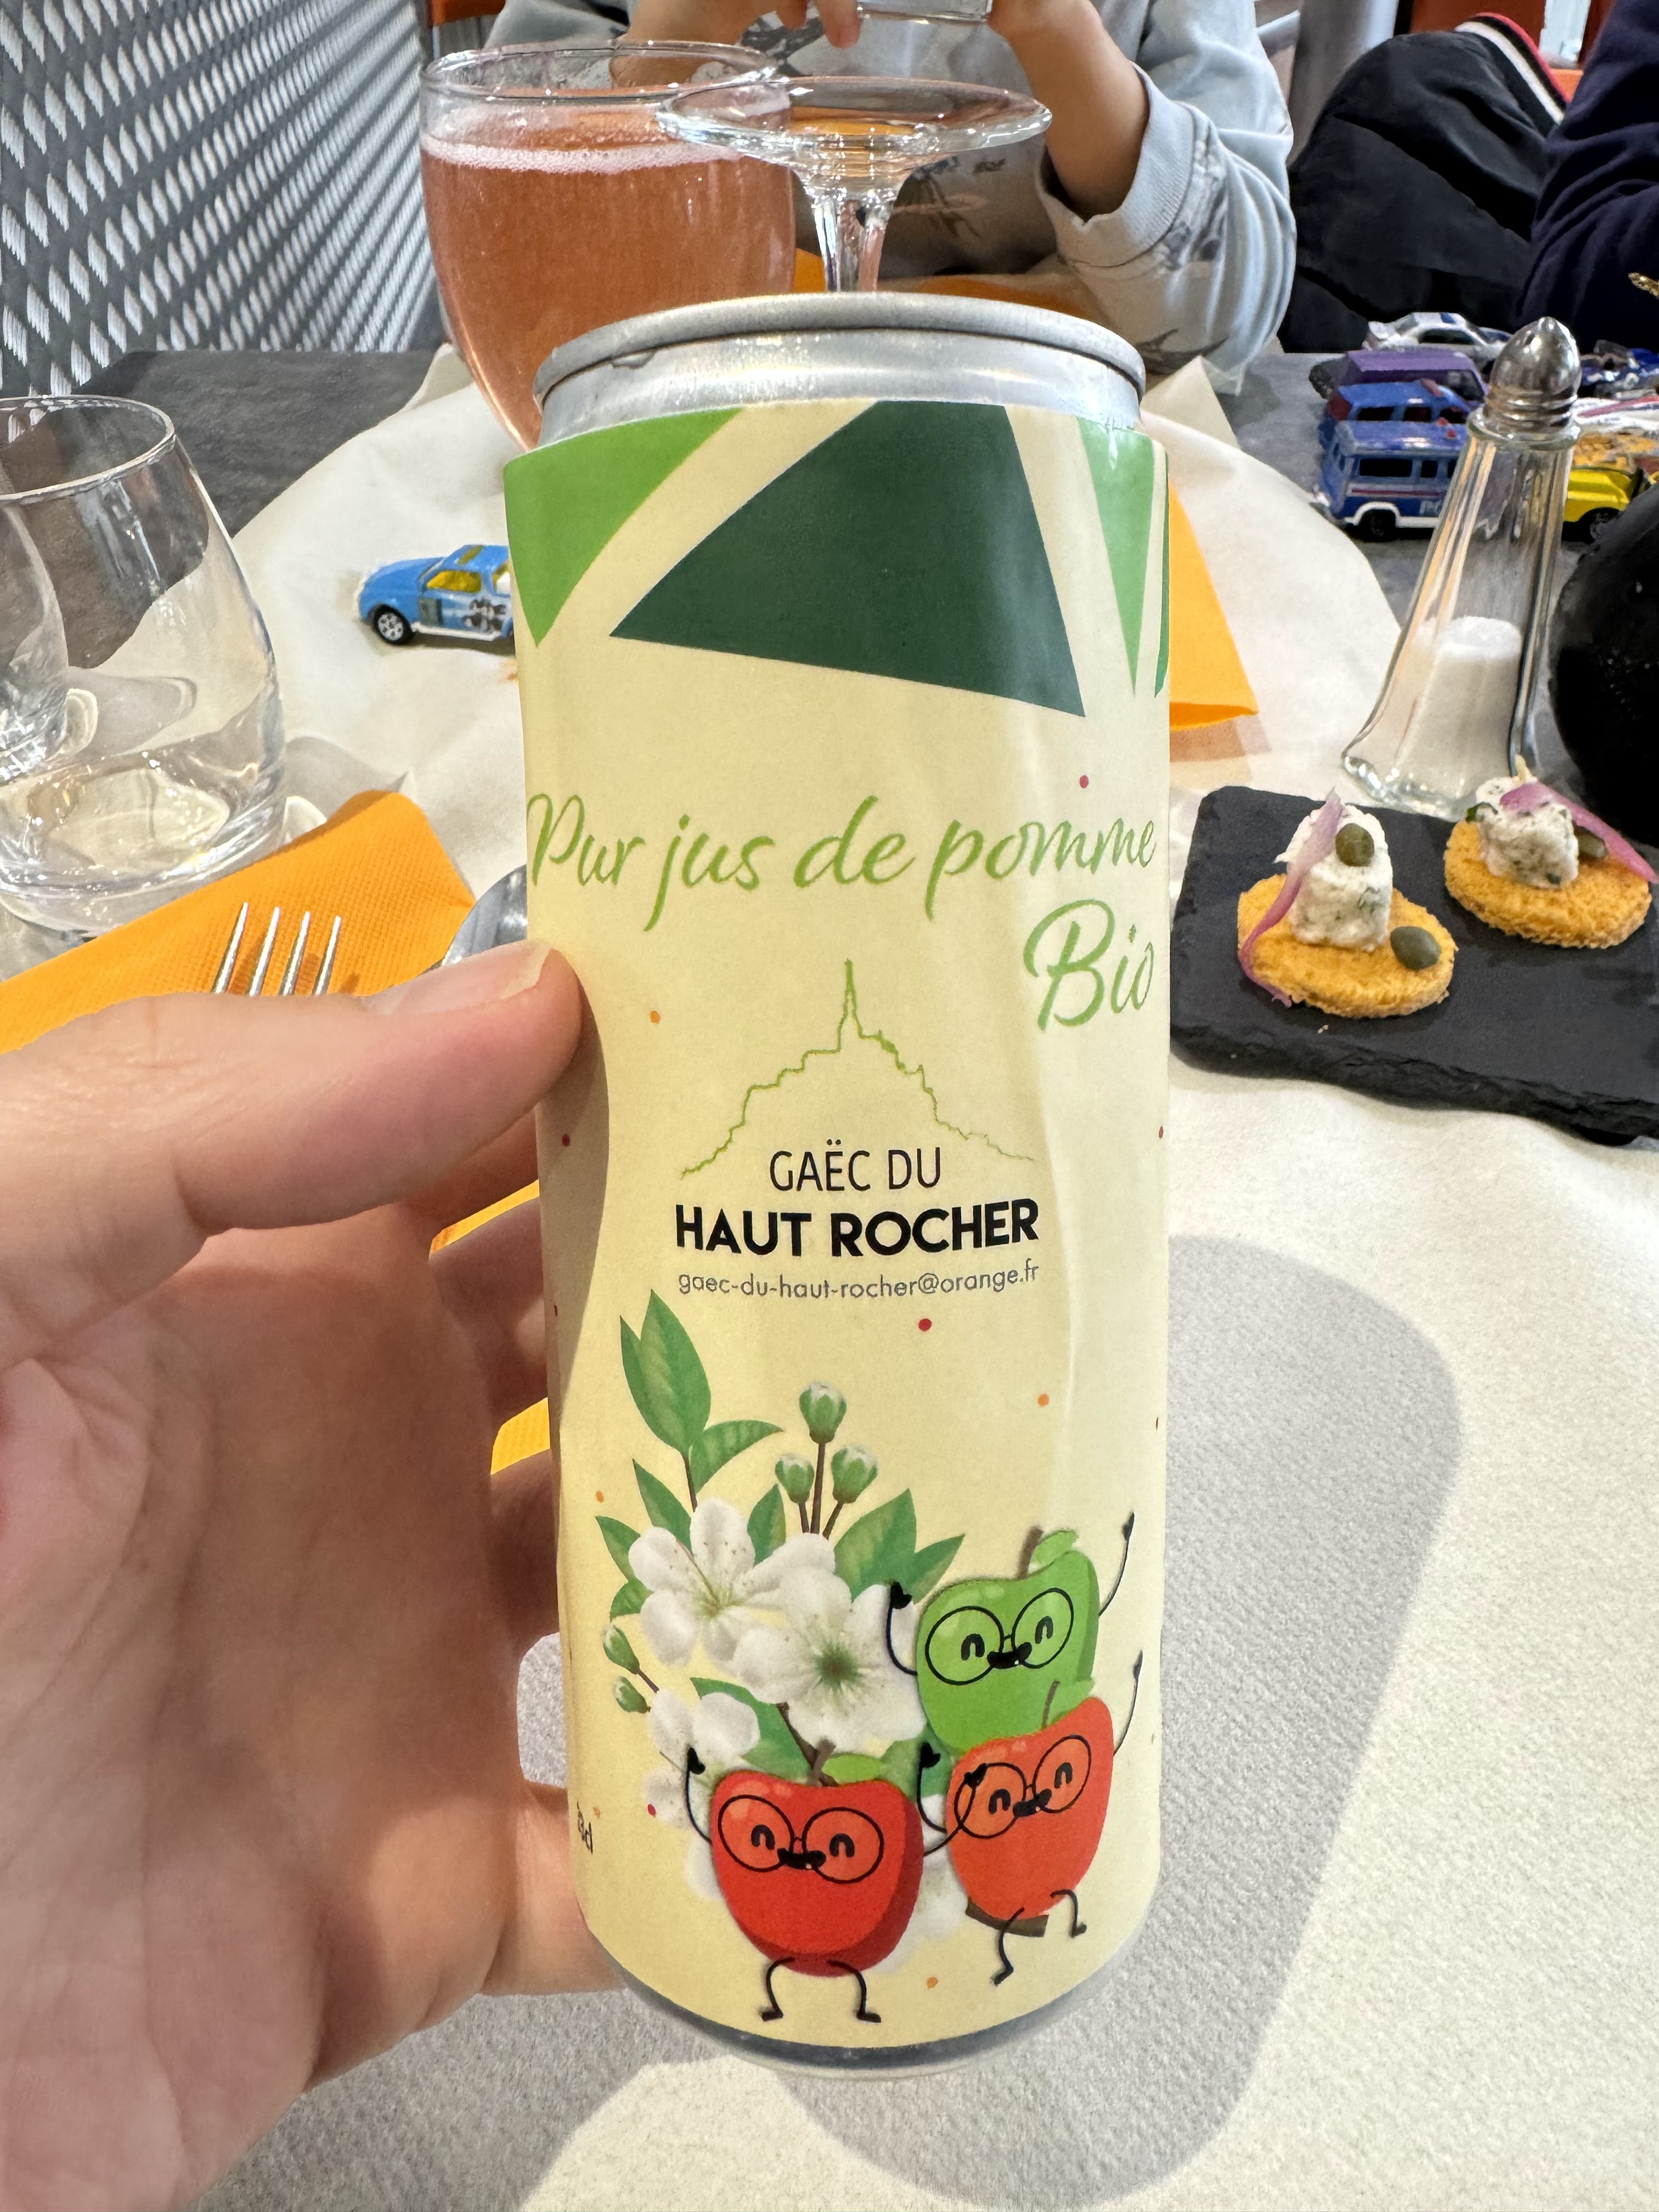 Pur jus de pomme
Bio
GAËC DU
HAUT ROCHER
gaec-du-haut-rocher@orange.fr